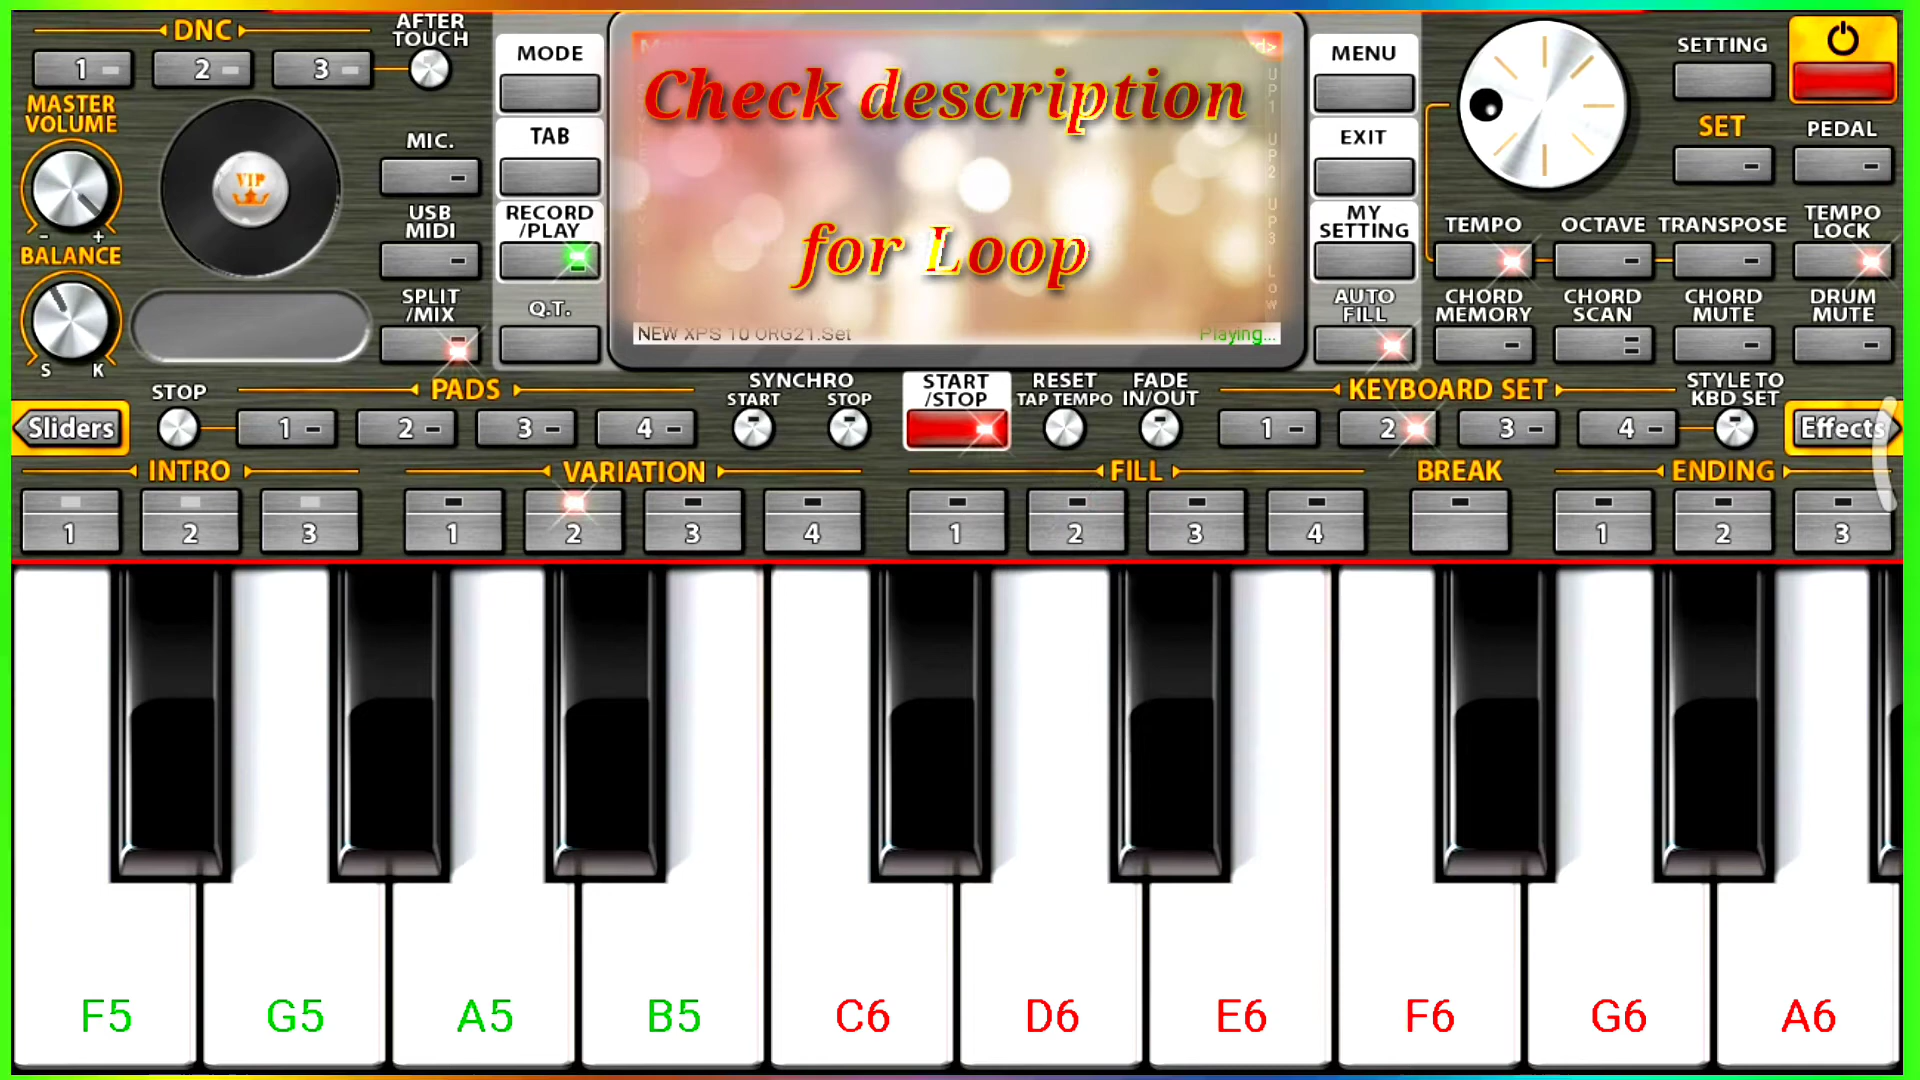 DNC
AFTER
TOUCH
1 2 3
MASTER
VOLUME
- +
BALANCE
S K
VIP
MIC.
USB
MIDI
SPLIT
/MIX
MODE
TAB
RECORD
/PLAY
Q.T.
Check description
for Loop
UP1 UP2 UP3 LOW
NEW XPS 10 ORG21.Set Playing...
MENU
EXIT
MY
SETTING
AUTO
FILL
SETTING
SET PEDAL
TEMPO OCTAVE TRANSPOSE TEMPO
LOCK
CHORD
MEMORY
CHORD
SCAN
CHORD
MUTE
DRUM
MUTE
Sliders
STOP
PADS
1 2 3 4
SYNCHRO
START STOP
START
/STOP
RESET
TAP TEMPO
FADE
IN/OUT
KEYBOARD SET
1 2 3 4
STYLE TO
KBD SET
Effects
INTRO VARIATION FILL BREAK ENDING
1 2 3 1 2 3 4 1 2 3 4 1 2 3
F5 G5 A5 B5 C6 D6 E6 F6 G6 A6